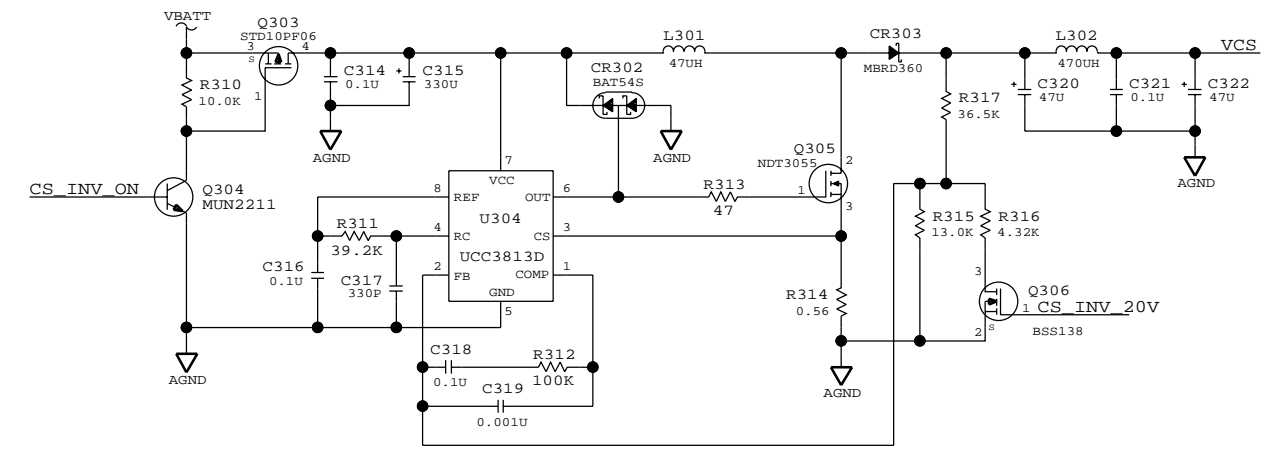 VBATT
Q303
STD10PF06
3
4
S
1
R310
10.0K
C314
0.1U
+
C315
330U
AGND
L301
47UH
CR302
BAT54S
AGND
CR303
MBRD360
L302
470UH
VCS
R317
36.5K
+
C320
47U
C321
0.1U
+
C322
47U
AGND
CS_INV_ON
Q304
MUN2211
7
VCC
8
REF
OUT
6
U304
R311
39.2K
4
RC
CS
3
UCC3813D
2
FB
COMP
1
GND
5
C316
0.1U
C317
330P
AGND
R313
47
Q305
NDT3055
2
1
3
R314
0.56
AGND
R315
13.0K
R316
4.32K
3
Q306
1
CS_INV_20V
2
S
BSS138
C318
0.1U
R312
100K
C319
0.001U